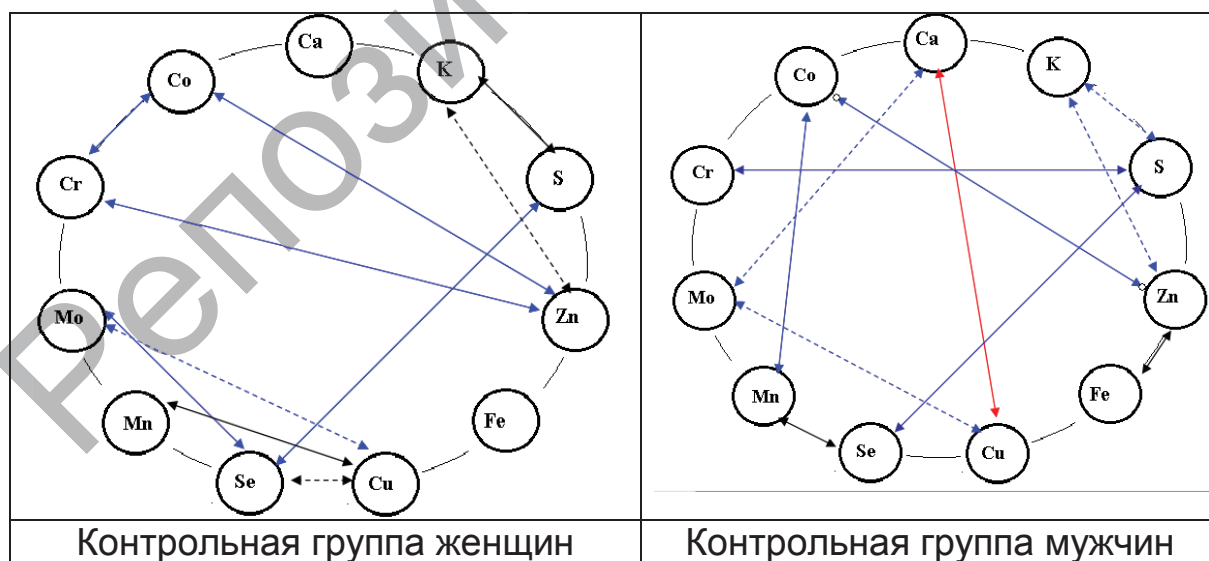 Ca
K
Co
S
Cr
Zn
Mo
Fe
Mn
Se
Cu
Ca
K
Co
S
Cr
Zn
Mo
Fe
Mn
Se
Cu
Репози
Контрольная группа женщин
Контрольная группа мужчин